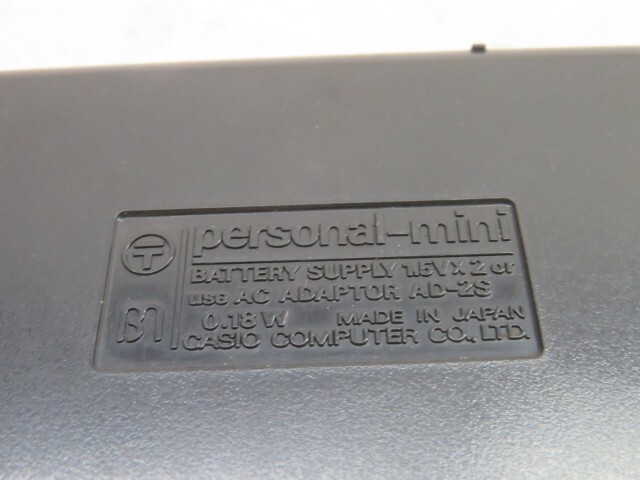 personal-mini
BATTERY SUPPLY 1.5V X 2 or
use AC ADAPTOR AD-2S
0.18W MADE IN JAPAN
CASIO COMPUTER CO., LTD.
T